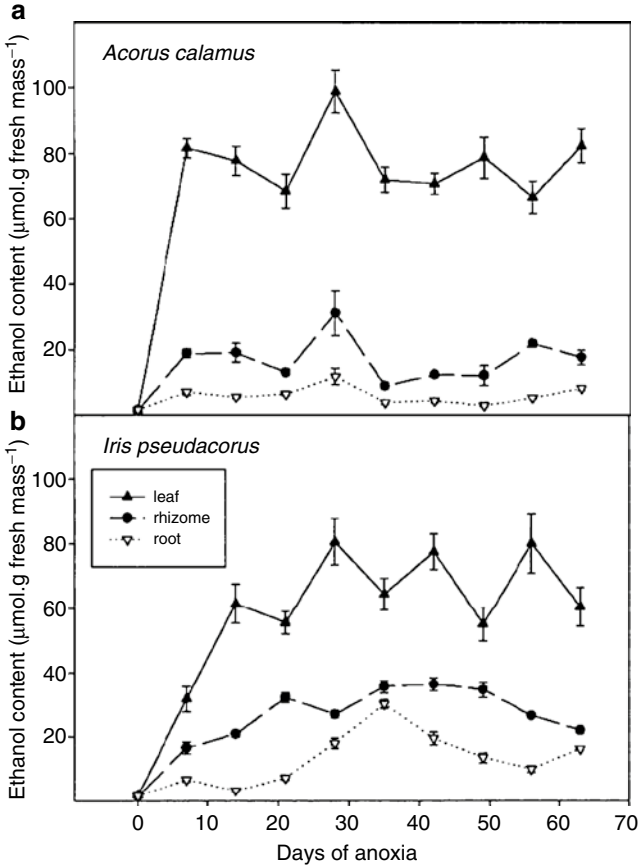 a
Acorus calamus
Ethanol content (µmol.g fresh mass⁻¹)
100
80
60
40
20
b
Iris pseudacorus
leaf
rhizome
root
Ethanol content (µmol.g fresh mass⁻¹)
100
80
60
40
20
0 10 20 30 40 50 60 70
Days of anoxia